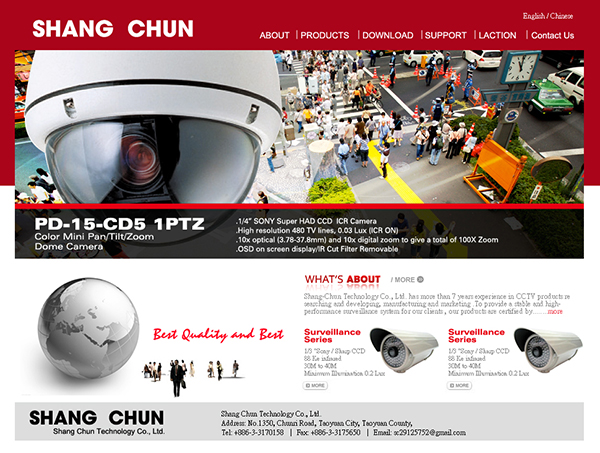 English / Chinese
SHANG CHUN
ABOUT | PRODUCTS | DOWNLOAD | SUPPORT | LACTION | Contact Us
PD-15-CD5 1PTZ
Color Mini Pan/Tilt/Zoom
Dome Camera
.1/4" SONY Super HAD CCD ICR Camera
.High resolution 480 TV lines, 0.03 Lux (ICR ON)
.10x optical (3.78-37.8mm) and 10x digital zoom to give a total of 100X Zoom
.OSD on screen display/IR Cut Filter Removable
WHAT'S ABOUT / MORE
Shang-Chun Technology Co., Ltd. has more than 7 years experience in CCTV products re
searching and developing, manufacturing and marketing .To provide a stable and high-
performance surveillance system for our clients , our products are certified by........more
Best Quality and Best
Surveillance
Series
1/3 "Sony / Sharp CCD
88 Ke infrared
30M to 40M
Minimum Illumination 0.2 Lux
MORE
Surveillance
Series
1/3 "Sony / Sharp CCD
88 Ke infrared
30M to 40M
Minimum Illumination 0.2 Lux
MORE
SHANG CHUN
Shang Chun Technology Co., Ltd.
Shang Chun Technology Co., Ltd.
Address: No.1350, Chunri Road, Taoyuan City, Taoyuan County,
Tel: +886-3-3170158 | Fax: +886-3-3175650 | Email: sc29125752@gmail.com